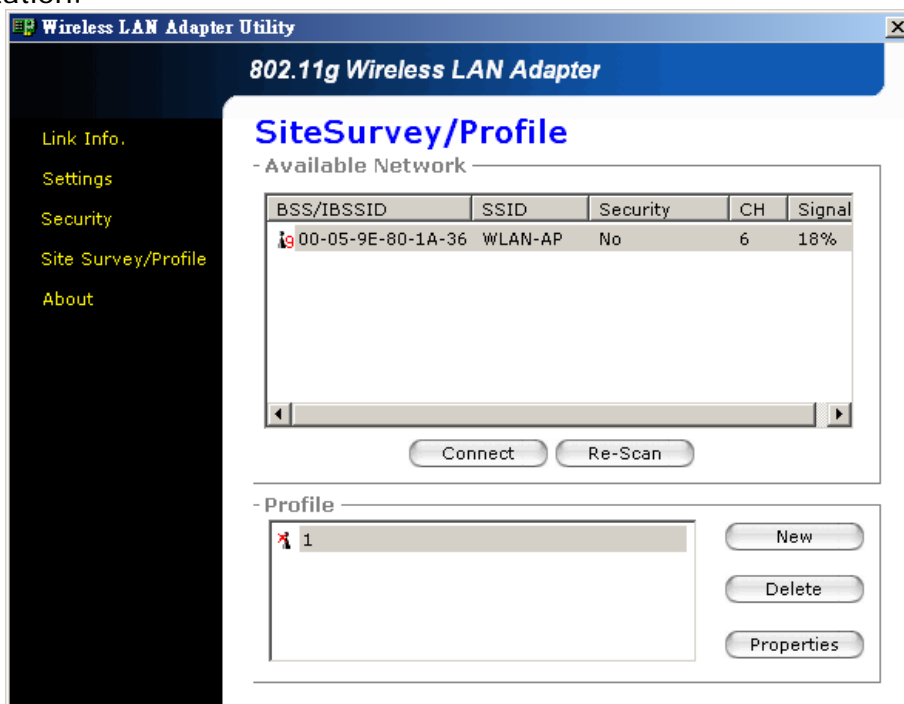 Wireless LAN Adapter Utility
802.11g Wireless LAN Adapter
Link Info.
Settings
Security
Site Survey/Profile
About
SiteSurvey/Profile
Available Network
BSS/IBSSID SSID Security CH Signal
g 00-05-9E-80-1A-36 WLAN-AP No 6 18%
Connect Re-Scan
Profile
1
New
Delete
Properties